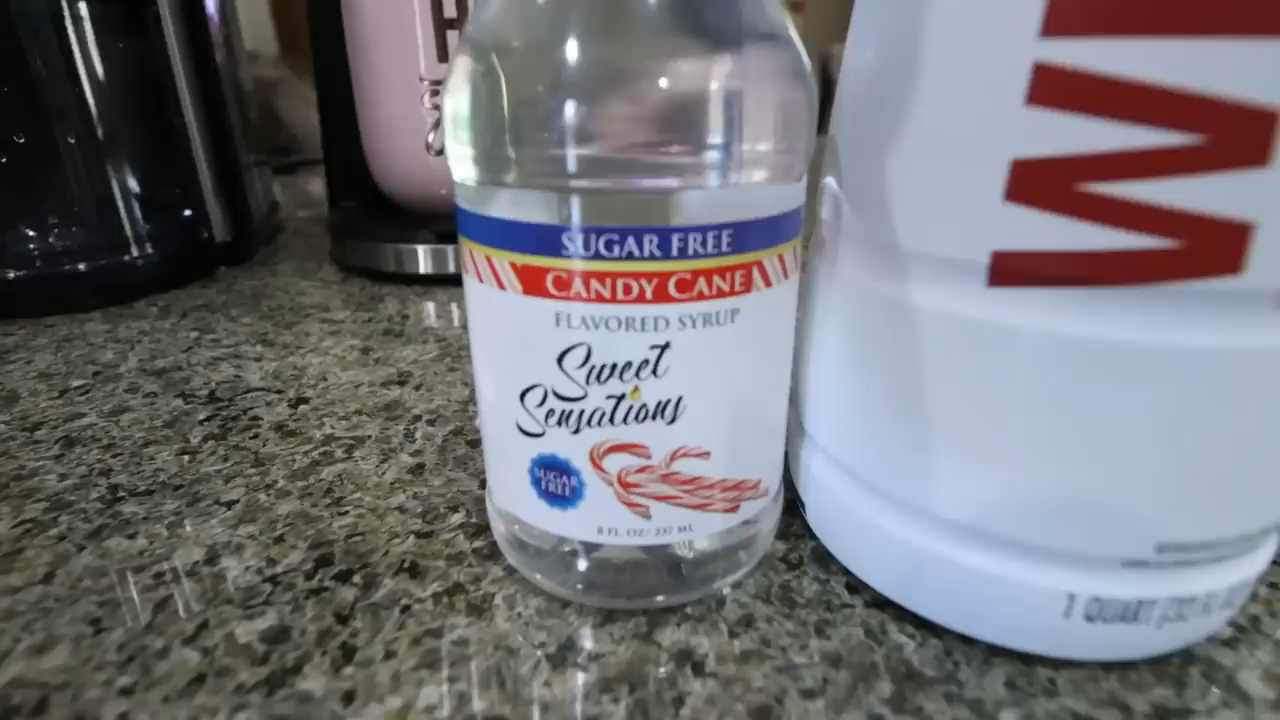 SUGAR FREE
CANDY CANE
FLAVORED SYRUP
Sweet
Sensations
SUGAR
FREE
8 FL OZ/ 237 ML
1 QUART